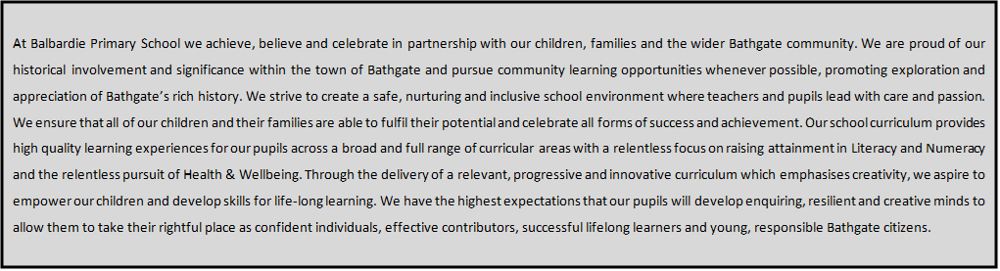 At Balbardie Primary School we achieve, believe and celebrate in partnership with our children, families and the wider Bathgate community. We are proud of our
historical involvement and significance within the town of Bathgate and pursue community learning opportunities whenever possible, promoting exploration and
appreciation of Bathgate’s rich history. We strive to create a safe, nurturing and inclusive school environment where teachers and pupils lead with care and passion.
We ensure that all of our children and their families are able to fulfil their potential and celebrate all forms of success and achievement. Our school curriculum provides
high quality learning experiences for our pupils across a broad and full range of curricular areas with a relentless focus on raising attainment in Literacy and Numeracy
and the relentless pursuit of Health & Wellbeing. Through the delivery of a relevant, progressive and innovative curriculum which emphasises creativity, we aspire to
empower our children and develop skills for life-long learning. We have the highest expectations that our pupils will develop enquiring, resilient and creative minds to
allow them to take their rightful place as confident individuals, effective contributors, successful lifelong learners and young, responsible Bathgate citizens.